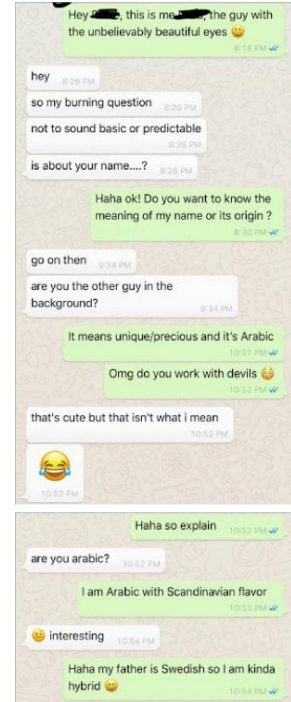 Hey , this is me , the guy with
the unbelievably beautiful eyes 😀
8:18 PM
hey
8:26 PM
so my burning question
8:26 PM
not to sound basic or predictable
8:26 PM
is about your name....?
8:26 PM
Haha ok! Do you want to know the
meaning of my name or its origin ?
8:30 PM
go on then
9:34 PM
are you the other guy in the
background?
9:34 PM
It means unique/precious and it's Arabic
10:51 PM
Omg do you work with devils 😳
10:52 PM
that's cute but that isn't what i mean
10:52 PM
😂
10:52 PM
Haha so explain
10:52 PM
are you arabic?
10:52 PM
I am Arabic with Scandinavian flavor
10:53 PM
😉 interesting
10:54 PM
Haha my father is Swedish so I am kinda
hybrid 😄
10:54 PM